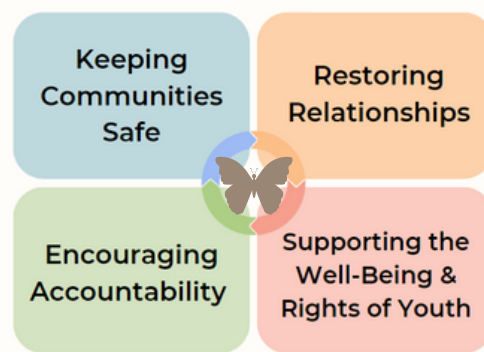 Keeping
Communities
Safe
Restoring
Relationships
Encouraging
Accountability
Supporting the
Well-Being &
Rights of Youth